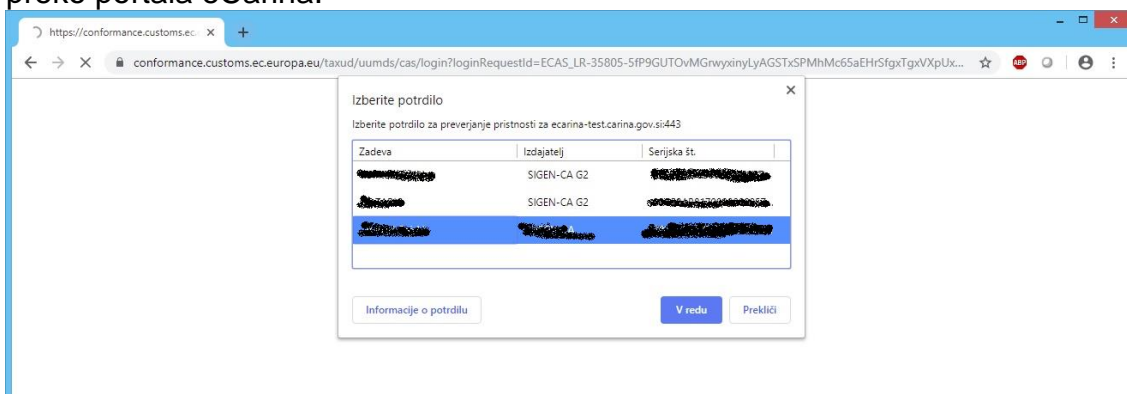 preko portala eCarina.
https://conformance.customs.ec.
conformance.customs.ec.europa.eu/taxud/uumds/cas/login?loginRequestId=ECAS_LR-35805-5fP9GUTOvMGrwyxinyLyAGSTxSPMhMc65aEHrSfgxTgxVXpUx...
ABP
Izberite potrdilo
Izberite potrdilo za preverjanje pristnosti za ecarina-test.carina.gov.si:443
Zadeva Izdajatelj Serijska št.
SIGEN-CA G2
SIGEN-CA G2
Informacije o potrdilu V redu Prekliči